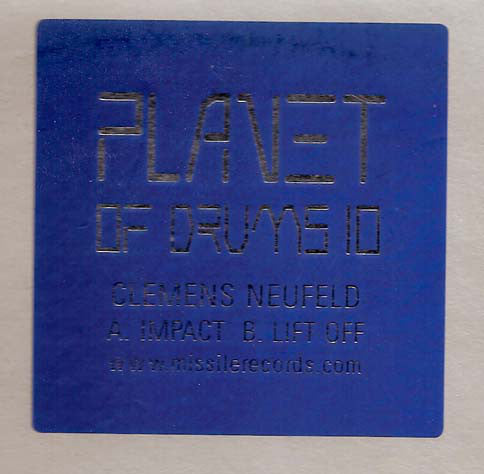 PLANET
OF DRUMS 10
CLEMENS NEUFELD
A. IMPACT B. LIFT OFF
www.missilerecords.com